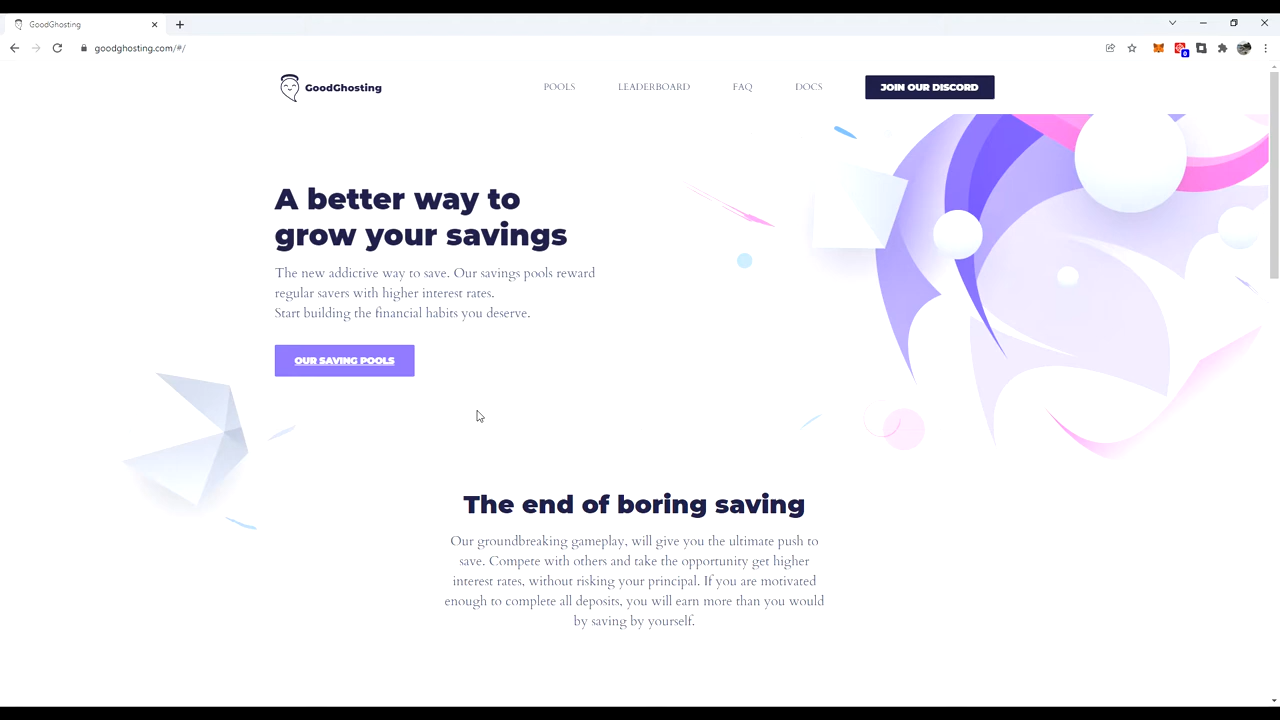 GoodGhosting
goodghosting.com/#/
GoodGhosting
POOLS
LEADERBOARD
FAQ
DOCS
JOIN OUR DISCORD
A better way to
grow your savings
The new addictive way to save. Our savings pools reward
regular savers with higher interest rates.
Start building the financial habits you deserve.
OUR SAVING POOLS
The end of boring saving
Our groundbreaking gameplay, will give you the ultimate push to
save. Compete with others and take the opportunity get higher
interest rates, without risking your principal. If you are motivated
enough to complete all deposits, you will earn more than you would
by saving by yourself.